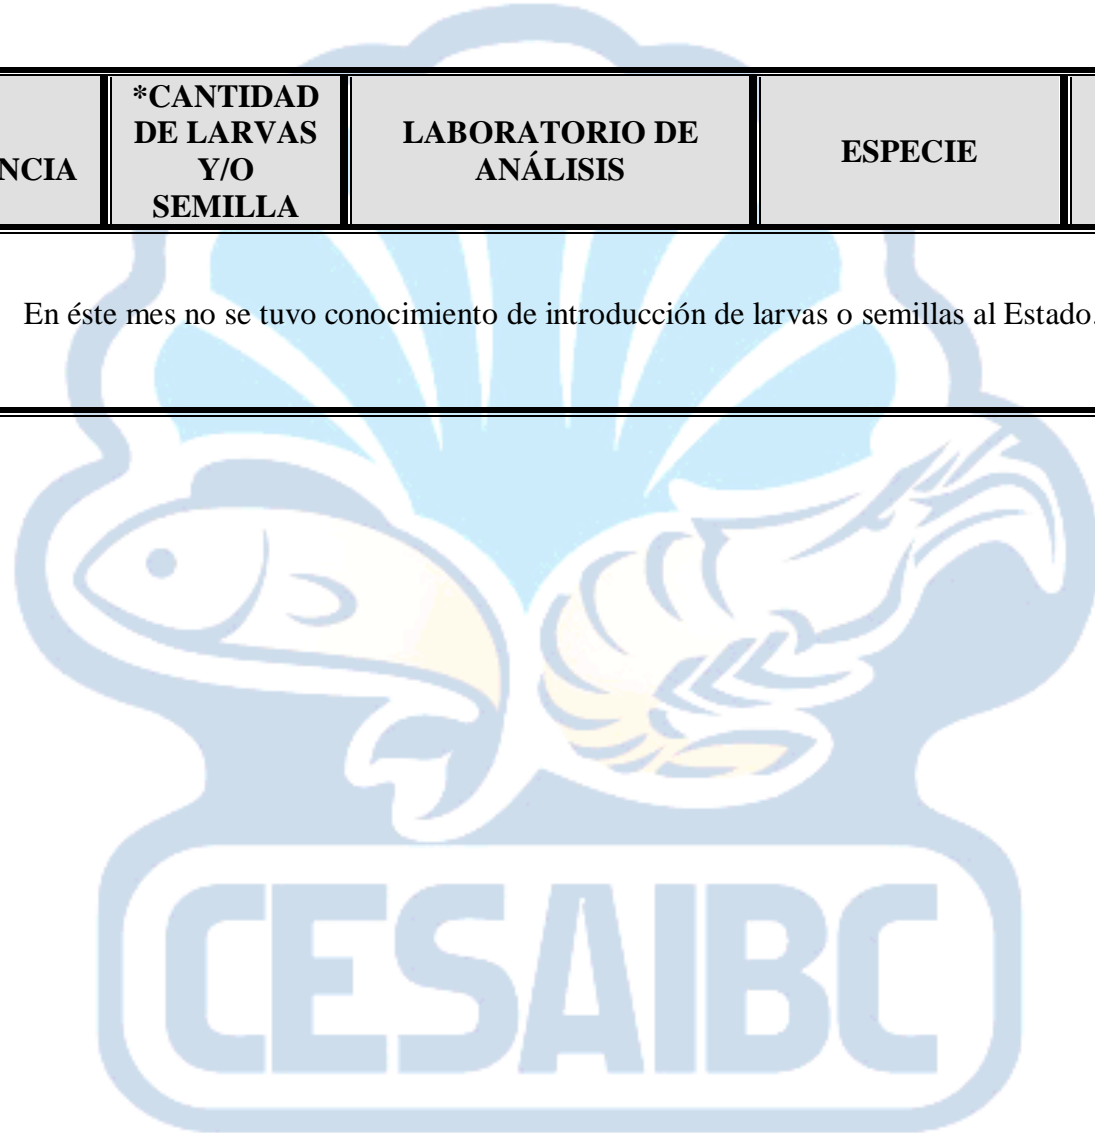 NCIA
*CANTIDAD
DE LARVAS
Y/O
SEMILLA
LABORATORIO DE
ANÁLISIS
ESPECIE
En éste mes no se tuvo conocimiento de introducción de larvas o semillas al Estado.
CESAIBC